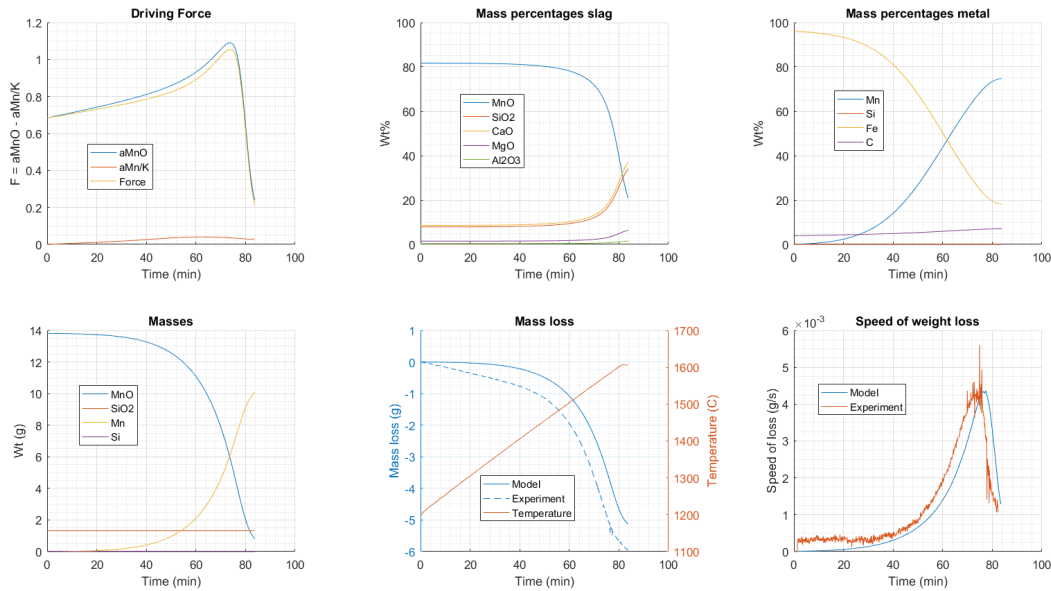 Driving Force
F = aMnO - aMn/K
1.2
1
0.8
0.6
0.4
0.2
0
aMnO
aMn/K
Force
0 20 40 60 80 100
Time (min)
Mass percentages slag
Wt%
100
80
60
40
20
0
MnO
SiO2
CaO
MgO
Al2O3
0 20 40 60 80 100
Time (min)
Mass percentages metal
Wt%
100
80
60
40
20
0
Mn
Si
Fe
C
0 20 40 60 80 100
Time (min)
Masses
Wt (g)
14
12
10
8
6
4
2
0
MnO
SiO2
Mn
Si
0 20 40 60 80 100
Time (min)
Mass loss
Mass loss (g)
1
0
-1
-2
-3
-4
-5
-6
Model
Experiment
Temperature
1700
1600
1500
1400
1300
1200
1100
Temperature (C)
0 20 40 60 80 100
Time (min)
Speed of weight loss
×10-3
Speed of loss (g/s)
6
5
4
3
2
1
0
Model
Experiment
0 20 40 60 80 100
Time (min)